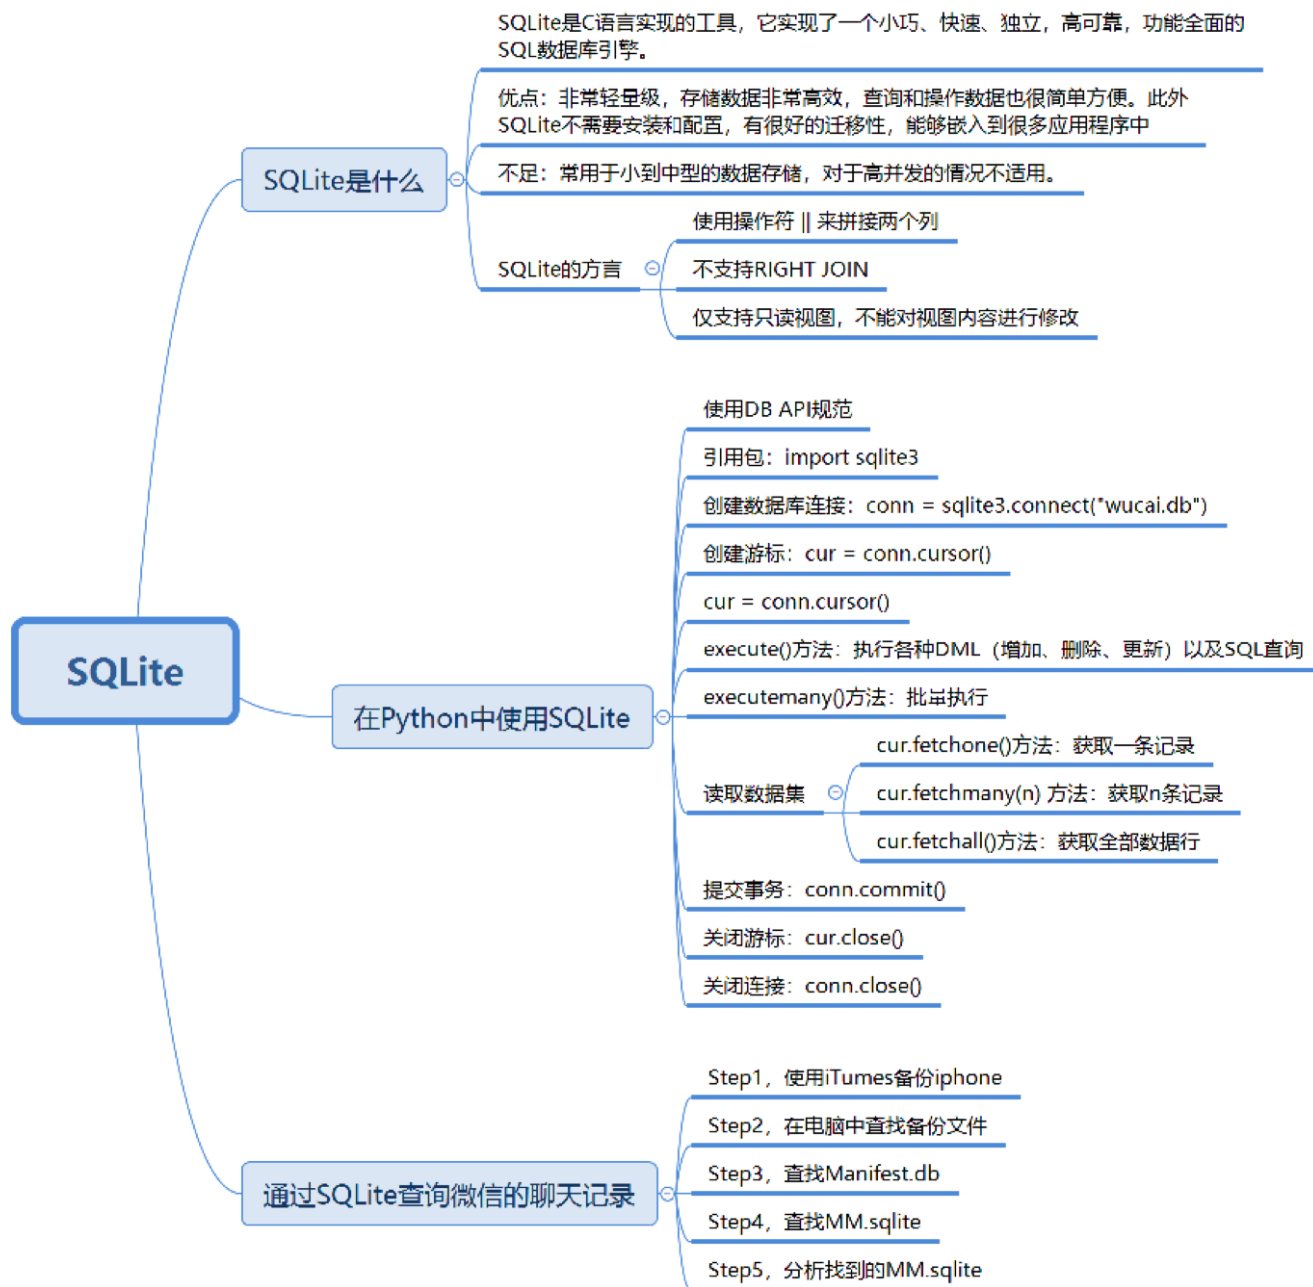 SQLite是C语言实现的工具，它实现了一个小巧、快速、独立，高可靠，功能全面的
SQL数据库引擎。
优点：非常轻量级，存储数据非常高效，查询和操作数据也很简单方便。此外
SQLite不需要安装和配置，有很好的迁移性，能够嵌入到很多应用程序中
SQLite是什么
不足：常用于小到中型的数据存储，对于高并发的情况不适用。
使用操作符 || 来拼接两个列
SQLite的方言
不支持RIGHT JOIN
仅支持只读视图，不能对视图内容进行修改
使用DB API规范
引用包：import sqlite3
创建数据库连接：conn = sqlite3.connect("wucai.db")
创建游标：cur = conn.cursor()
cur = conn.cursor()
SQLite
execute()方法：执行各种DML（增加、删除、更新）以及SQL查询
在Python中使用SQLite
executemany()方法：批量执行
cur.fetchone()方法：获取一条记录
读取数据集
cur.fetchmany(n) 方法：获取n条记录
cur.fetchall()方法：获取全部数据行
提交事务：conn.commit()
关闭游标：cur.close()
关闭连接：conn.close()
Step1，使用iTumes备份iphone
Step2，在电脑中查找备份文件
Step3，查找Manifest.db
通过SQLite查询微信的聊天记录
Step4，查找MM.sqlite
Step5，分析找到的MM.sqlite